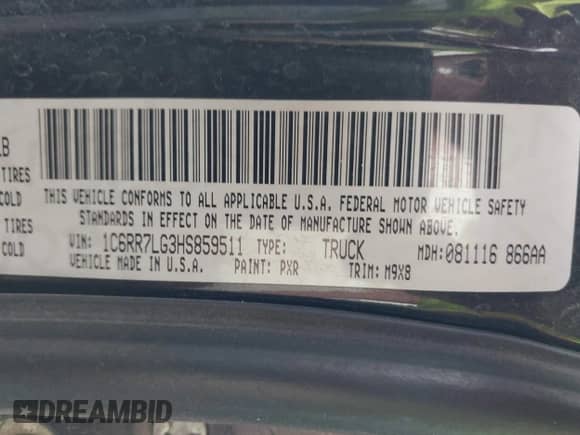 LB
TIRES
COLD
TIRES
COLD
THIS VEHICLE CONFORMS TO ALL APPLICABLE U.S.A. FEDERAL MOTOR VEHICLE SAFETY
STANDARDS IN EFFECT ON THE DATE OF MANUFACTURE SHOWN ABOVE.
VIN: 1C6RR7LG3HS859511 TYPE: TRUCK MDH: 081116 866AA
VEHICLE MADE IN U.S.A. PAINT: PXR TRIM: M9X8
DREAMBID